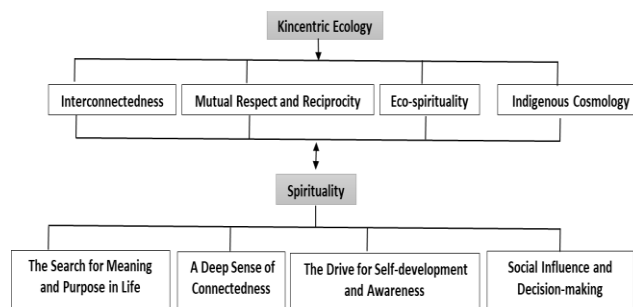 Kincentric Ecology
Interconnectedness
Mutual Respect and Reciprocity
Eco-spirituality
Indigenous Cosmology
Spirituality
The Search for Meaning
and Purpose in Life
A Deep Sense of
Connectedness
The Drive for Self-development
and Awareness
Social Influence and
Decision-making